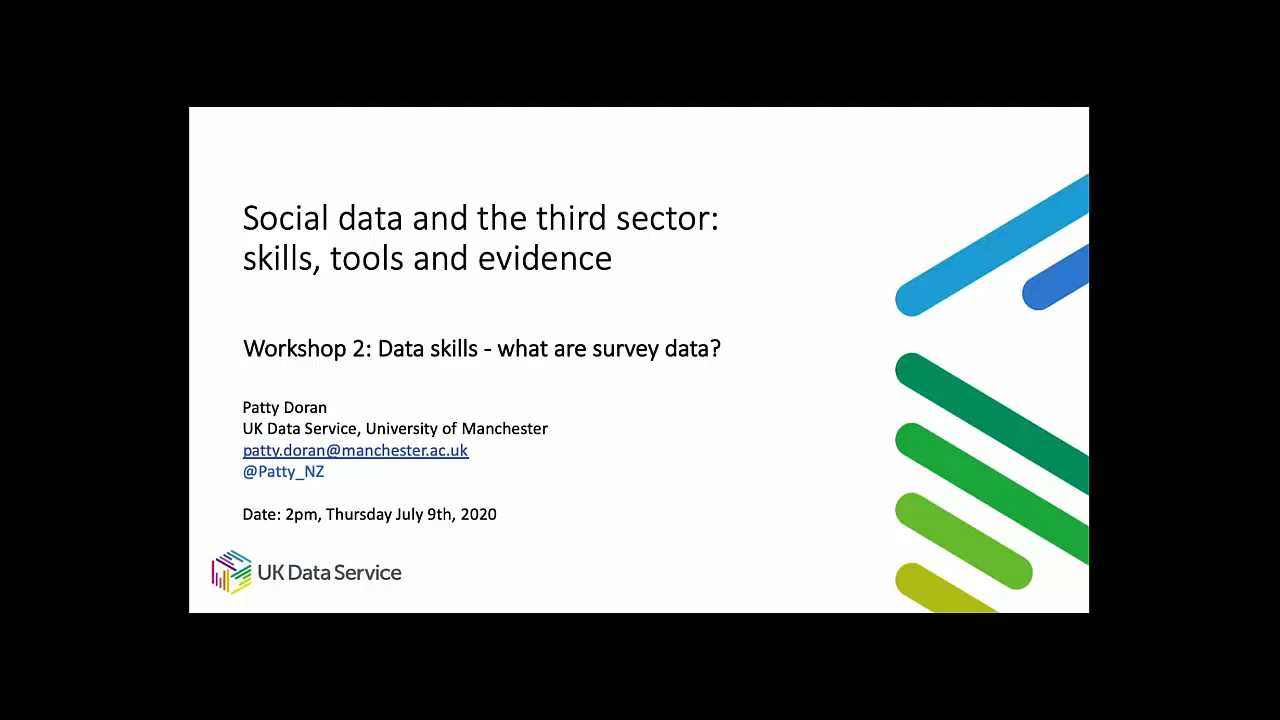 Social data and the third sector:
skills, tools and evidence
Workshop 2: Data skills - what are survey data?
Patty Doran
UK Data Service, University of Manchester
patty.doran@manchester.ac.uk
@Patty_NZ
Date: 2pm, Thursday July 9th, 2020
UK Data Service